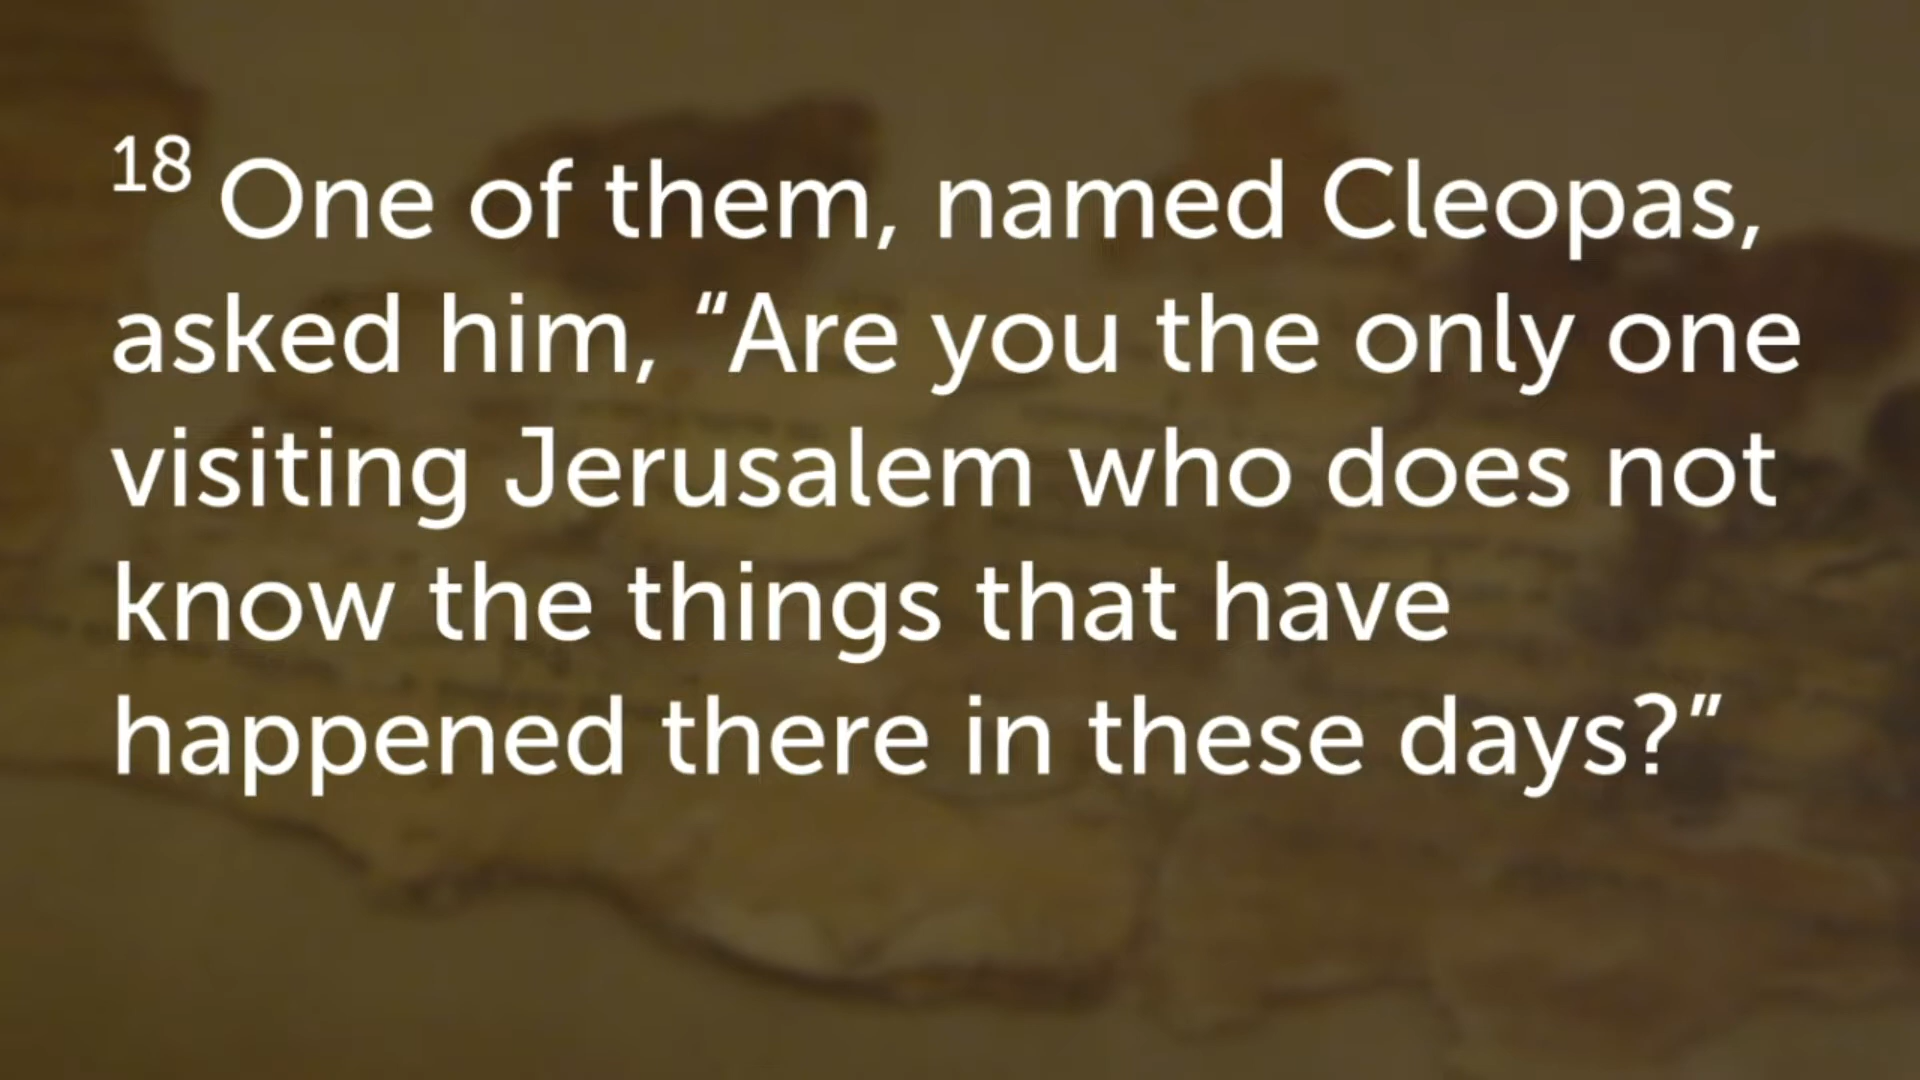 18 One of them, named Cleopas,
asked him, “Are you the only one
visiting Jerusalem who does not
know the things that have
happened there in these days?”